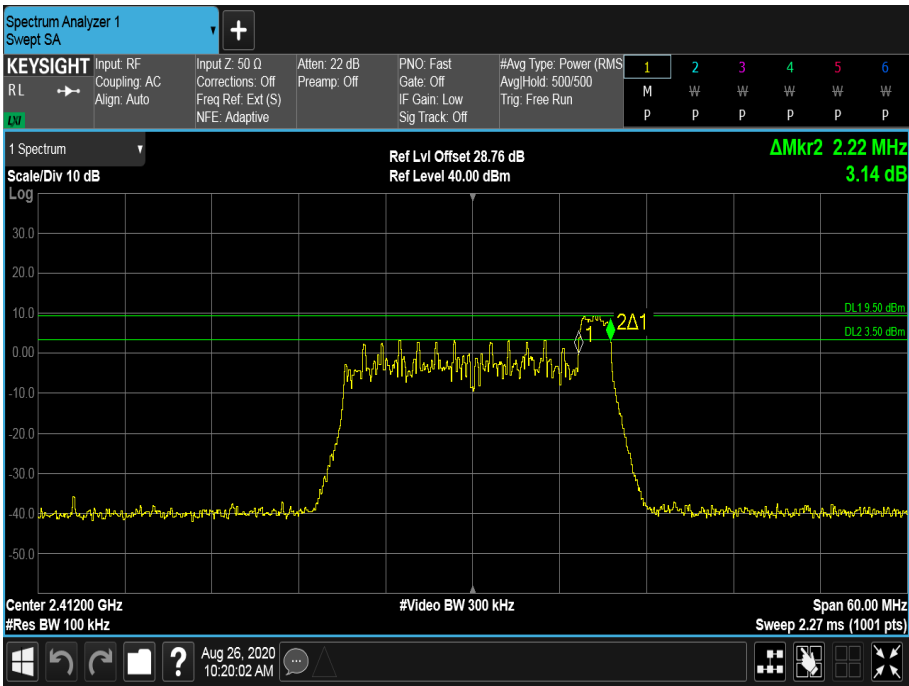 Spectrum Analyzer 1
Swept SA
+
KEYSIGHT
RL
LXI
Input: RF
Coupling: AC
Align: Auto
Input Z: 50 Ω
Corrections: Off
Freq Ref: Ext (S)
NFE: Adaptive
Atten: 22 dB
Preamp: Off
PNO: Fast
Gate: Off
IF Gain: Low
Sig Track: Off
#Avg Type: Power (RMS
Avg|Hold: 500/500
Trig: Free Run
1 2 3 4 5 6
M W W W W W
P P P P P P
1 Spectrum
Scale/Div 10 dB
Log
Ref Lvl Offset 28.76 dB
Ref Level 40.00 dBm
ΔMkr2 2.22 MHz
3.14 dB
30.0
20.0
10.0
0.00
-10.0
-20.0
-30.0
-40.0
-50.0
DL1 9.50 dBm
DL2 3.50 dBm
1
2Δ1
Center 2.41200 GHz
#Res BW 100 kHz
#Video BW 300 kHz
Span 60.00 MHz
Sweep 2.27 ms (1001 pts)
?
Aug 26, 2020
10:20:02 AM